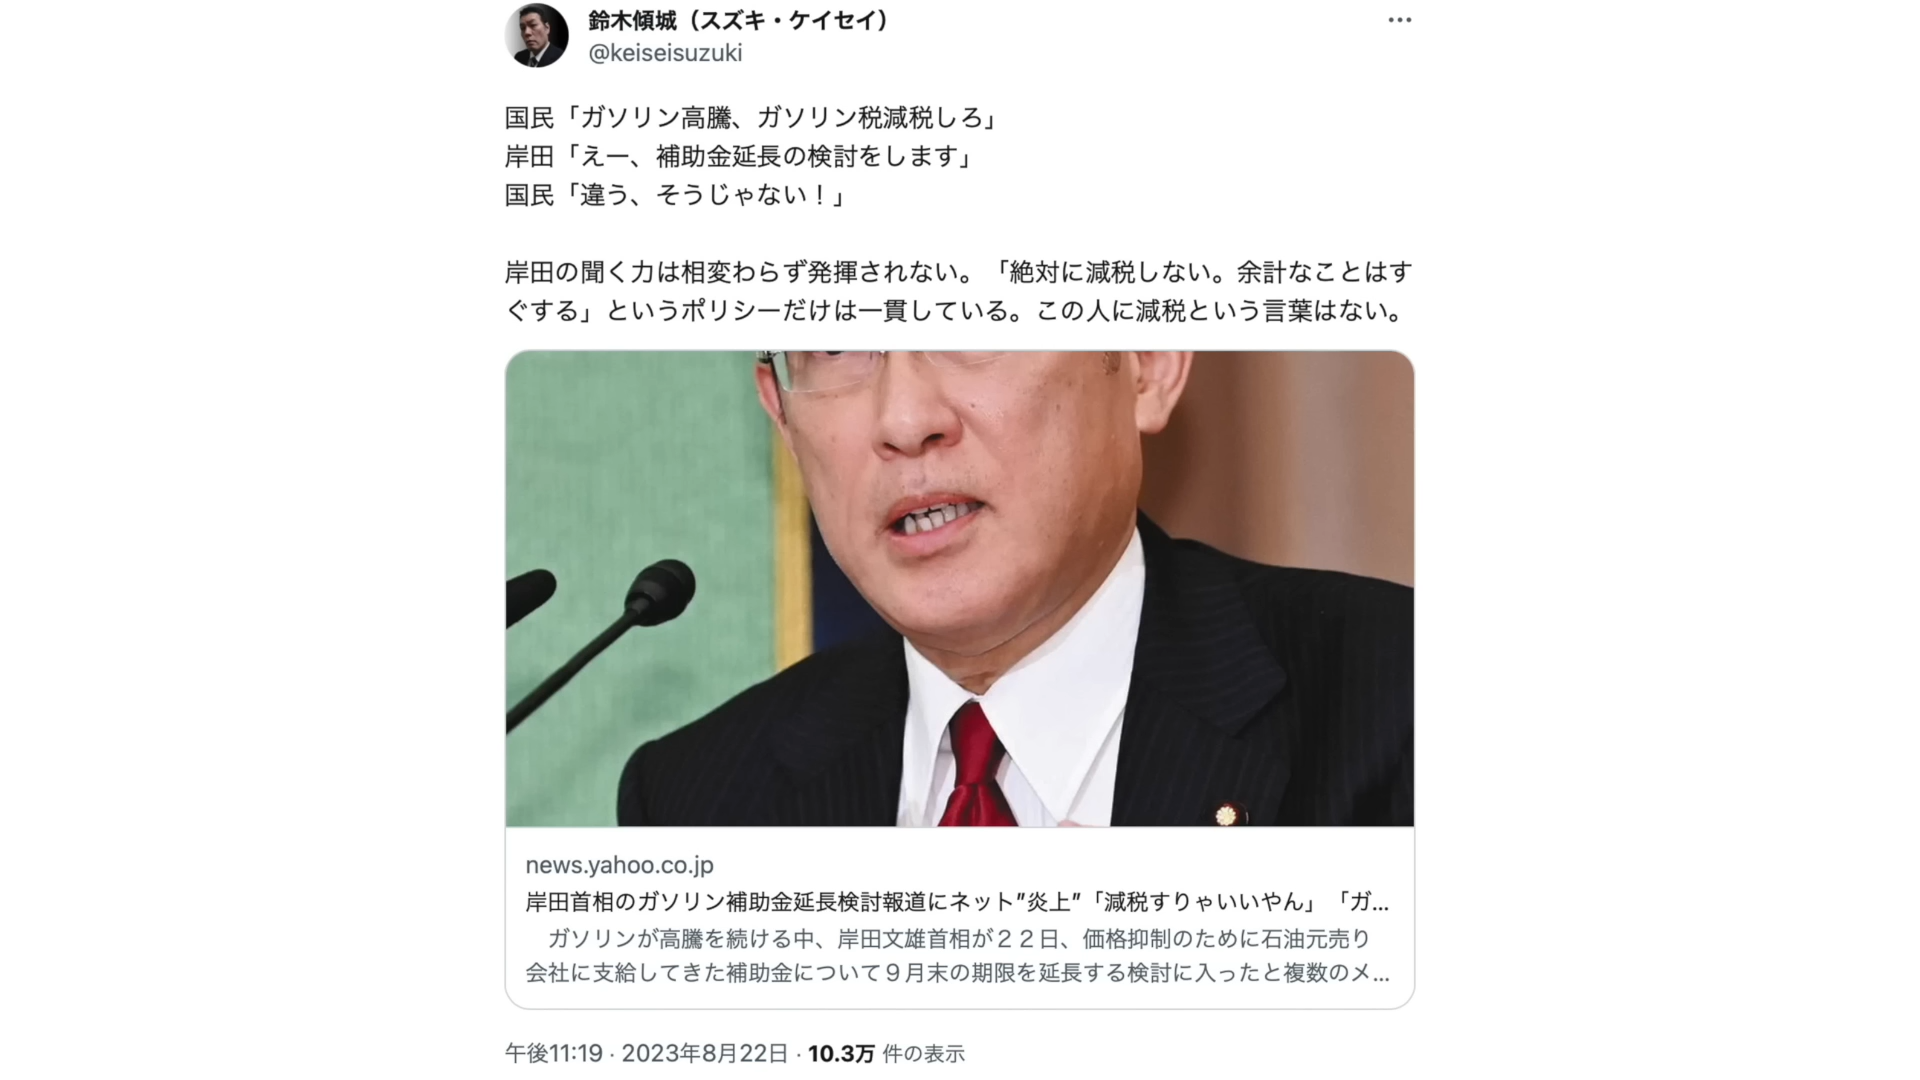 鈴木傾城（スズキ・ケイセイ）
@keiseisuzuki
国民「ガソリン高騰、ガソリン税減税しろ」
岸田「えー、補助金延長の検討をします」
国民「違う、そうじゃない！」
岸田の聞く力は相変わらず発揮されない。「絶対に減税しない。余計なことはす
ぐする」というポリシーだけは一貫している。この人に減税という言葉はない。
news.yahoo.co.jp
岸田首相のガソリン補助金延長検討報道にネット”炎上”「減税すりゃいいやん」「ガ...
ガソリンが高騰を続ける中、岸田文雄首相が２２日、価格抑制のために石油元売り
会社に支給してきた補助金について９月末の期限を延長する検討に入ったと複数のメ...
午後11:19 · 2023年8月22日 · 10.3万 件の表示